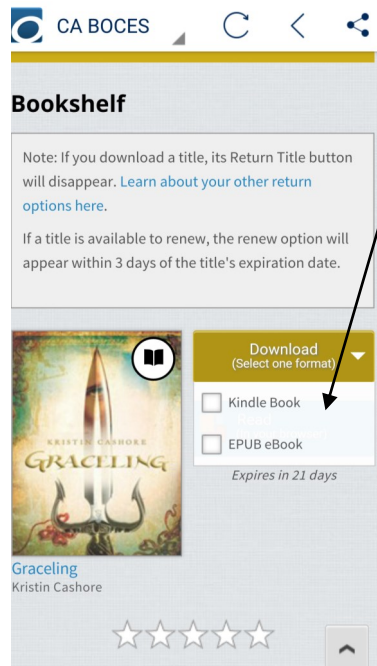 CA BOCES
Bookshelf
Note: If you download a title, its Return Title button
will disappear. Learn about your other return
options here.
If a title is available to renew, the renew option will
appear within 3 days of the title's expiration date.
KRISTIN CASHORE
GRACELING
Download
(Select one format)
Kindle Book
EPUB eBook
Expires in 21 days
Graceling
Kristin Cashore